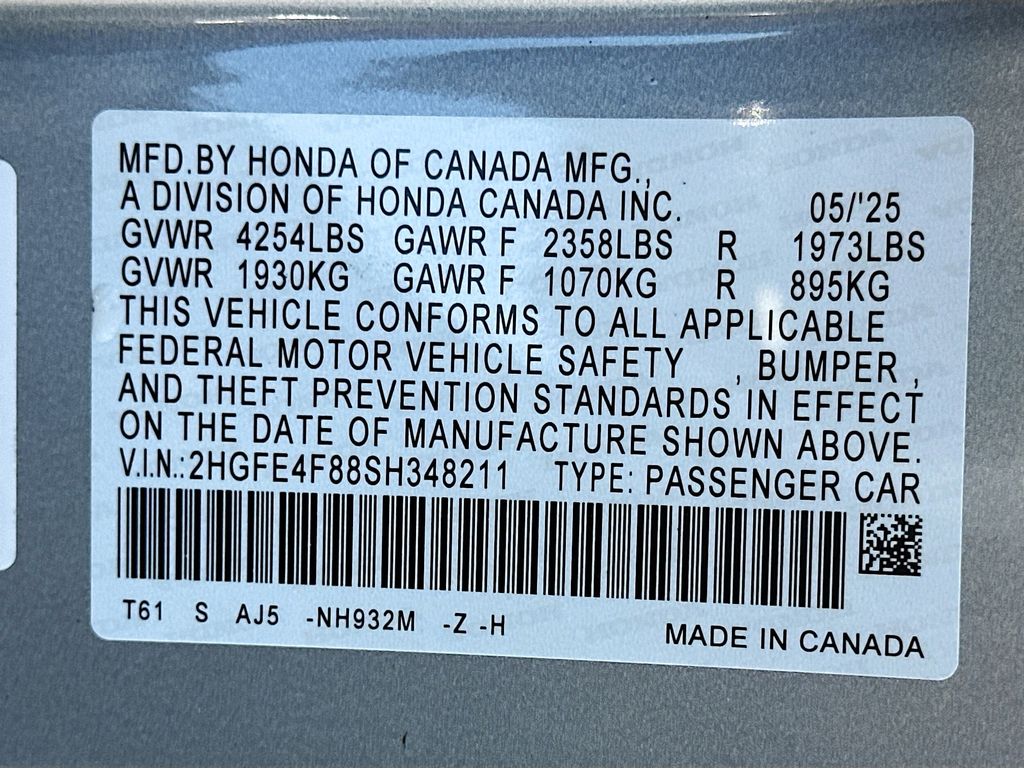 MFD.BY HONDA OF CANADA MFG.,
A DIVISION OF HONDA CANADA INC. 05/'25
GVWR 4254LBS GAWR F 2358LBS R 1973LBS
GVWR 1930KG GAWR F 1070KG R 895KG
THIS VEHICLE CONFORMS TO ALL APPLICABLE
FEDERAL MOTOR VEHICLE SAFETY , BUMPER ,
AND THEFT PREVENTION STANDARDS IN EFFECT
ON THE DATE OF MANUFACTURE SHOWN ABOVE.
V.I.N.:2HGFE4F88SH348211 TYPE: PASSENGER CAR
T61 S AJ5 -NH932M -Z -H
MADE IN CANADA